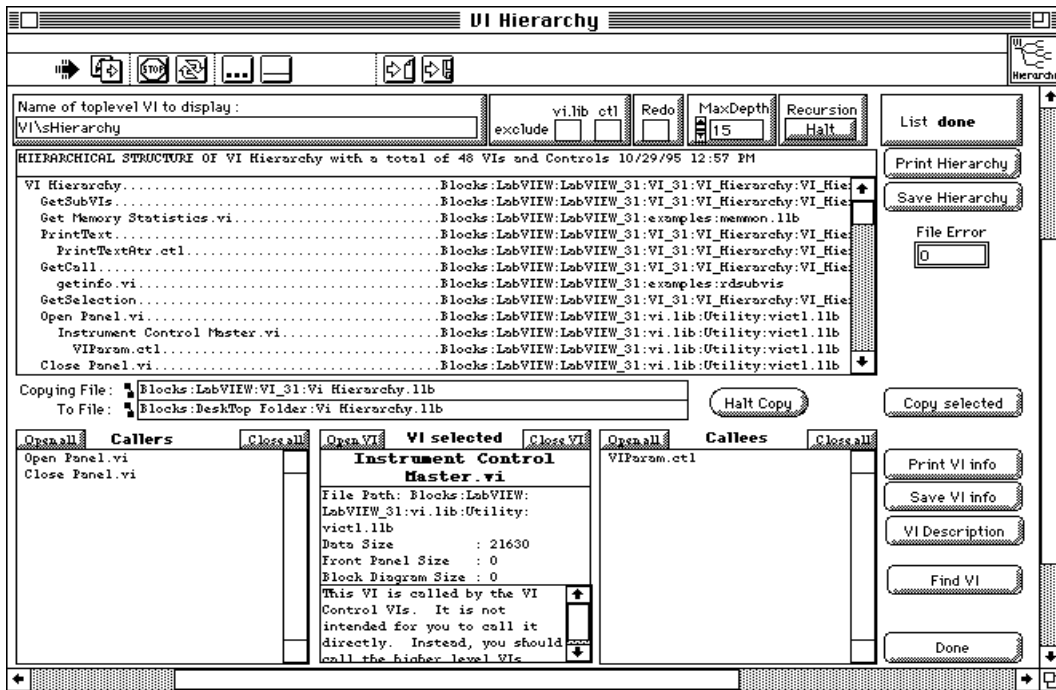 VI Hierarchy
VI
Hierarchy
STOP
Name of toplevel VI to display :
VI\sHierarchy
vi.lib ctl
exclude
Redo
MaxDepth
15
Recursion
Halt
List done
HIERARCHICAL STRUCTURE OF VI Hierarchy with a total of 48 VIs and Controls 10/29/95 12:57 PM
Print Hierarchy
Save Hierarchy
File Error
0
VI Hierarchy.......................................Blocks:LabVIEW:LabVIEW_31:VI_31:VI_Hierarchy:VI_Hie
GetSubVIs........................................Blocks:LabVIEW:LabVIEW_31:VI_31:VI_Hierarchy:VI_Hie
Get Memory Statistics.vi..........................Blocks:LabVIEW:LabVIEW_31:examples:memmon.llb
PrintText........................................Blocks:LabVIEW:LabVIEW_31:VI_31:VI_Hierarchy:VI_Hie
PrintTextAtr.ctl................................Blocks:LabVIEW:LabVIEW_31:VI_31:VI_Hierarchy:VI_Hie
GetCall..........................................Blocks:LabVIEW:LabVIEW_31:VI_31:VI_Hierarchy:VI_Hie
getinfo.vi......................................Blocks:LabVIEW:LabVIEW_31:examples:rdsubvis
GetSelection.....................................Blocks:LabVIEW:LabVIEW_31:VI_31:VI_Hierarchy:VI_Hie
Open Panel.vi....................................Blocks:LabVIEW:LabVIEW_31:vi.lib:Utility:victl.llb
Instrument Control Master.vi....................Blocks:LabVIEW:LabVIEW_31:vi.lib:Utility:victl.llb
VIParam.ctl....................................Blocks:LabVIEW:LabVIEW_31:vi.lib:Utility:victl.llb
Close Panel.vi...................................Blocks:LabVIEW:LabVIEW_31:vi.lib:Utility:victl.llb
Copying File : Blocks:LabVIEW:VI_31:Vi Hierarchy.llb
To File : Blocks:DeskTop Folder:Vi Hierarchy.llb
Halt Copy
Copy selected
Open all Callers Close all
Open Panel.vi
Close Panel.vi
Open VI VI selected Close VI
Instrument Control
Master.vi
File Path: Blocks:LabVIEW:
LabVIEW_31:vi.lib:Utility:
victl.llb
Data Size : 21630
Front Panel Size : 0
Block Diagram Size : 0
This VI is called by the VI
Control VIs. It is not
intended for you to call it
directly. Instead, you should
call the higher level VIs
Open all Callees Close all
VIParam.ctl
Print VI info
Save VI info
VI Description
Find VI
Done